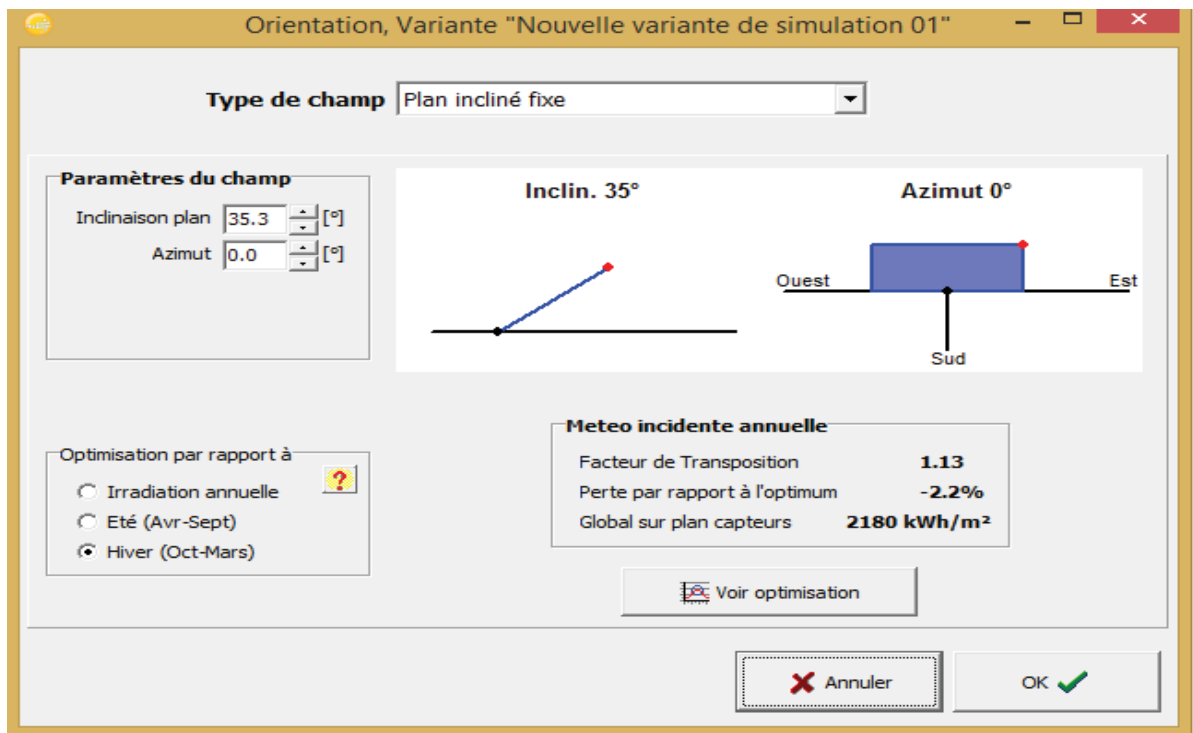 Orientation, Variante "Nouvelle variante de simulation 01"
Type de champ Plan incliné fixe
Paramètres du champ
Inclinaison plan 35.3 [°]
Azimut 0.0 [°]
Inclin. 35°
Azimut 0°
Ouest
Est
Sud
Optimisation par rapport à
?
Irradiation annuelle
Eté (Avr-Sept)
Hiver (Oct-Mars)
Meteo incidente annuelle
Facteur de Transposition 1.13
Perte par rapport à l'optimum -2.2%
Global sur plan capteurs 2180 kWh/m²
Voir optimisation
Annuler
OK